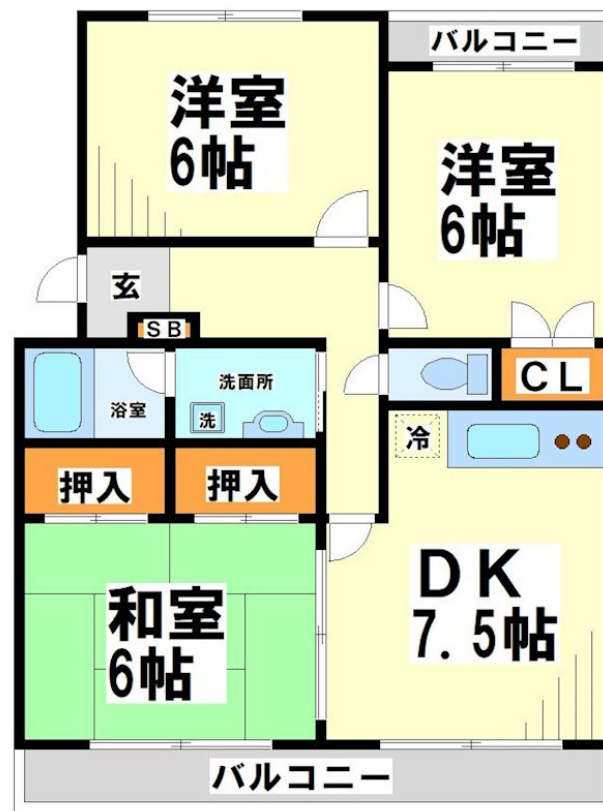 バルコニー
洋室
6帖
洋室
6帖
玄
SB
CL
浴室
洗面所
洗
冷
押入
押入
和室
6帖
DK
7.5帖
バルコニー